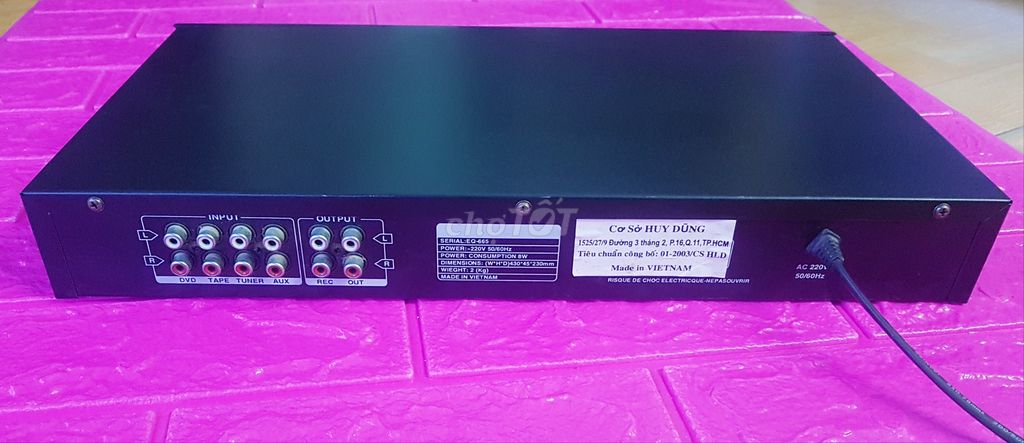 INPUT
OUTPUT
L
R
L
R
DVD TAPE TUNER AUX
REC OUT
SERIAL:EQ-665
POWER:~220V 50/60Hz
POWER: CONSUMPTION 8W
DIMENSIONS: (W*H*D)430*45*230mm
WIEGHT: 2 (Kg)
MADE IN VIETNAM
CƠ SỞ HUY DŨNG
1525/27/9 Đường 3 tháng 2, P.16,Q.11,TP.HCM
Tiêu chuẩn công bố: 01-2003/CS HLD
Made in VIETNAM
RISQUE DE CHOC ELECTRICQUE-NEPASOUVRIR
AC 220V
50/60Hz
chợTỐT